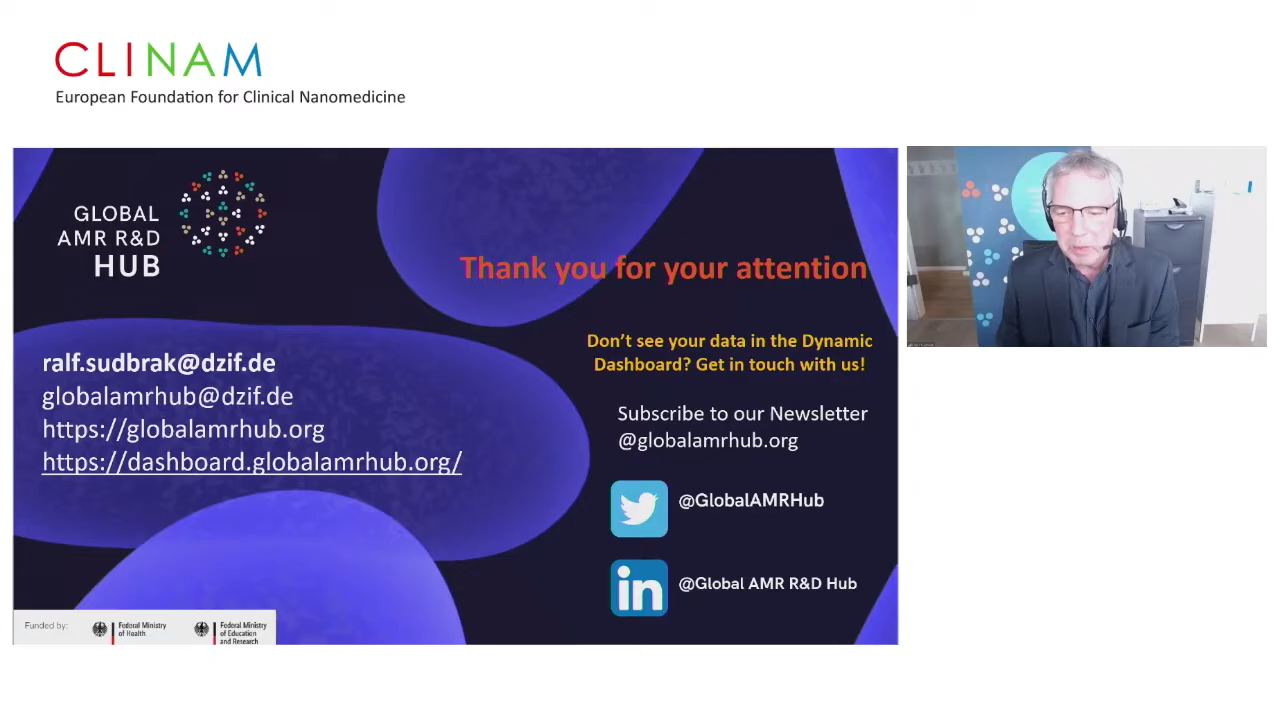 CLINAM
European Foundation for Clinical Nanomedicine
GLOBAL
AMR R&D
HUB
Thank you for your attention
Don't see your data in the Dynamic
Dashboard? Get in touch with us!
ralf.sudbrak@dzif.de
globalamrhub@dzif.de
https://globalamrhub.org
https://dashboard.globalamrhub.org/
Subscribe to our Newsletter
@globalamrhub.org
@GlobalAMRHub
in
@Global AMR R&D Hub
Funded by:
Federal Ministry
of Health
Federal Ministry
of Education
and Research